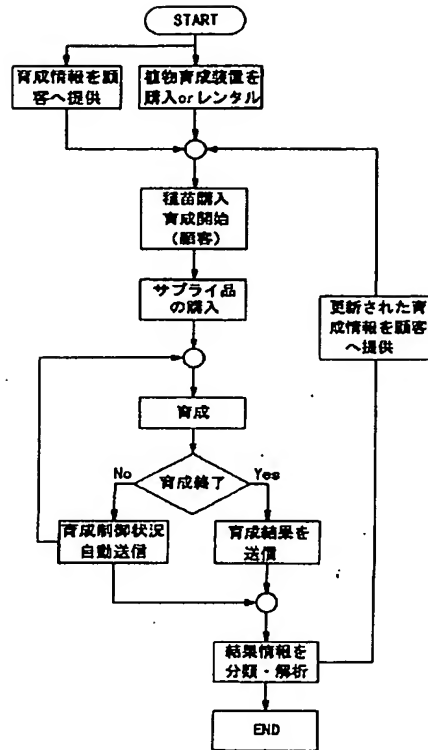 START
育成情報を顧
客へ提供
植物育成装置を
購入orレンタル
種苗購入
育成開始
(顧客)
サプライ品
の購入
更新された育
成情報を顧客
へ提供
育成
育成終了
No
Yes
育成制御状況
自動送信
育成結果を
送信
結果情報を
分類・解析
END